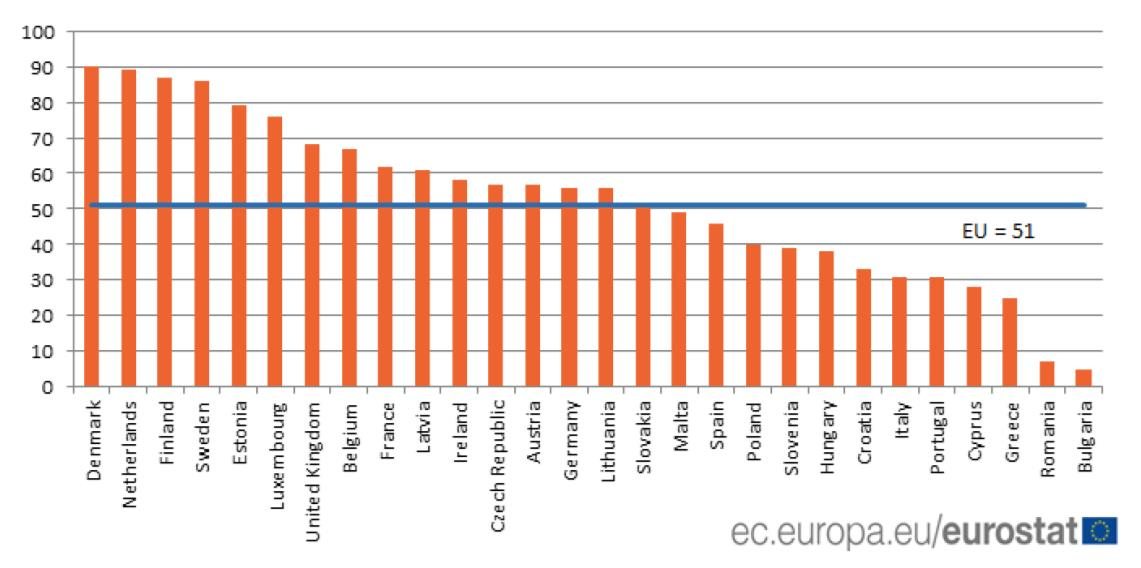 100
90
80
70
60
50
40
30
20
10
0
EU = 51
Denmark
Netherlands
Finland
Sweden
Estonia
Luxembourg
United Kingdom
Belgium
France
Latvia
Ireland
Czech Republic
Austria
Germany
Lithuania
Slovakia
Malta
Spain
Poland
Slovenia
Hungary
Croatia
Italy
Portugal
Cyprus
Greece
Romania
Bulgaria
ec.europa.eu/eurostat